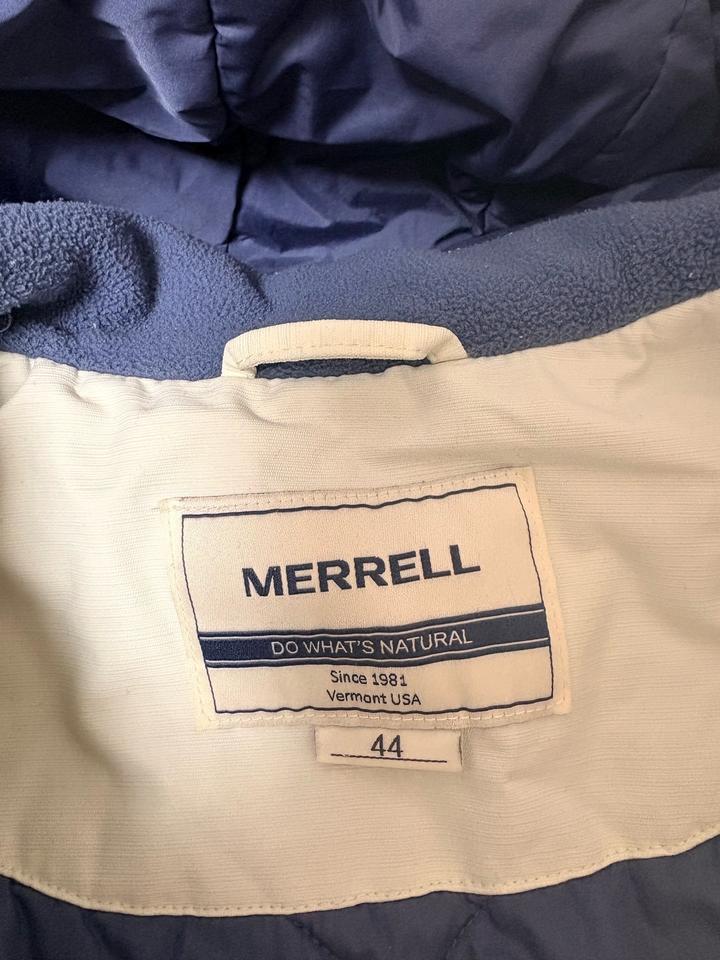 MERRELL
DO WHAT'S NATURAL
Since 1981
Vermont USA
44